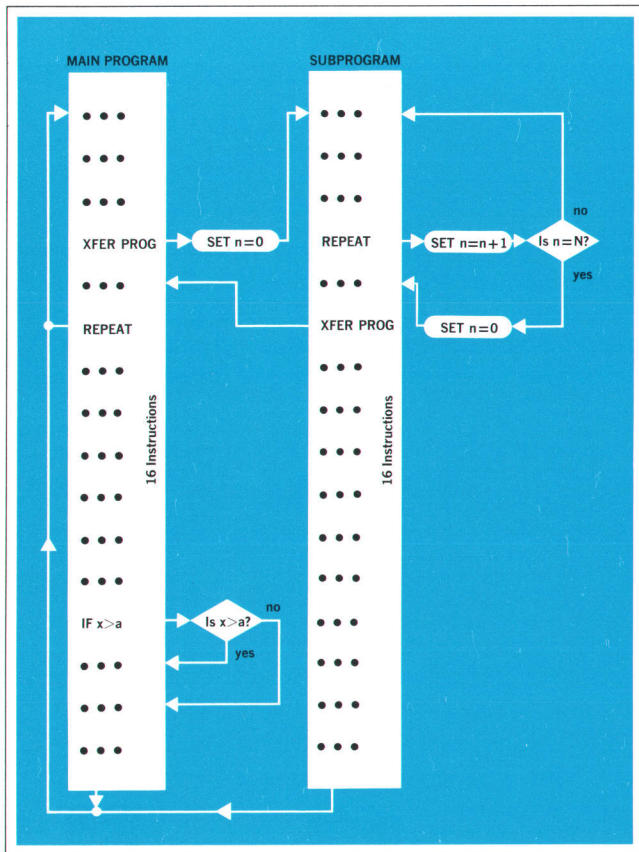 MAIN PROGRAM
• • •
• • •
• • •
XFER PROG
SET n=0
• • •
REPEAT
• • •
• • •
• • •
• • •
• • •
• • •
16 Instructions
IF x>a
Is x>a?
no
yes
• • •
• • •
• • •
SUBPROGRAM
• • •
• • •
• • •
REPEAT
SET n=n+1
Is n=N?
no
yes
• • •
SET n=0
XFER PROG
• • •
• • •
• • •
• • •
• • •
• • •
16 Instructions
• • •
• • •
• • •
• • •